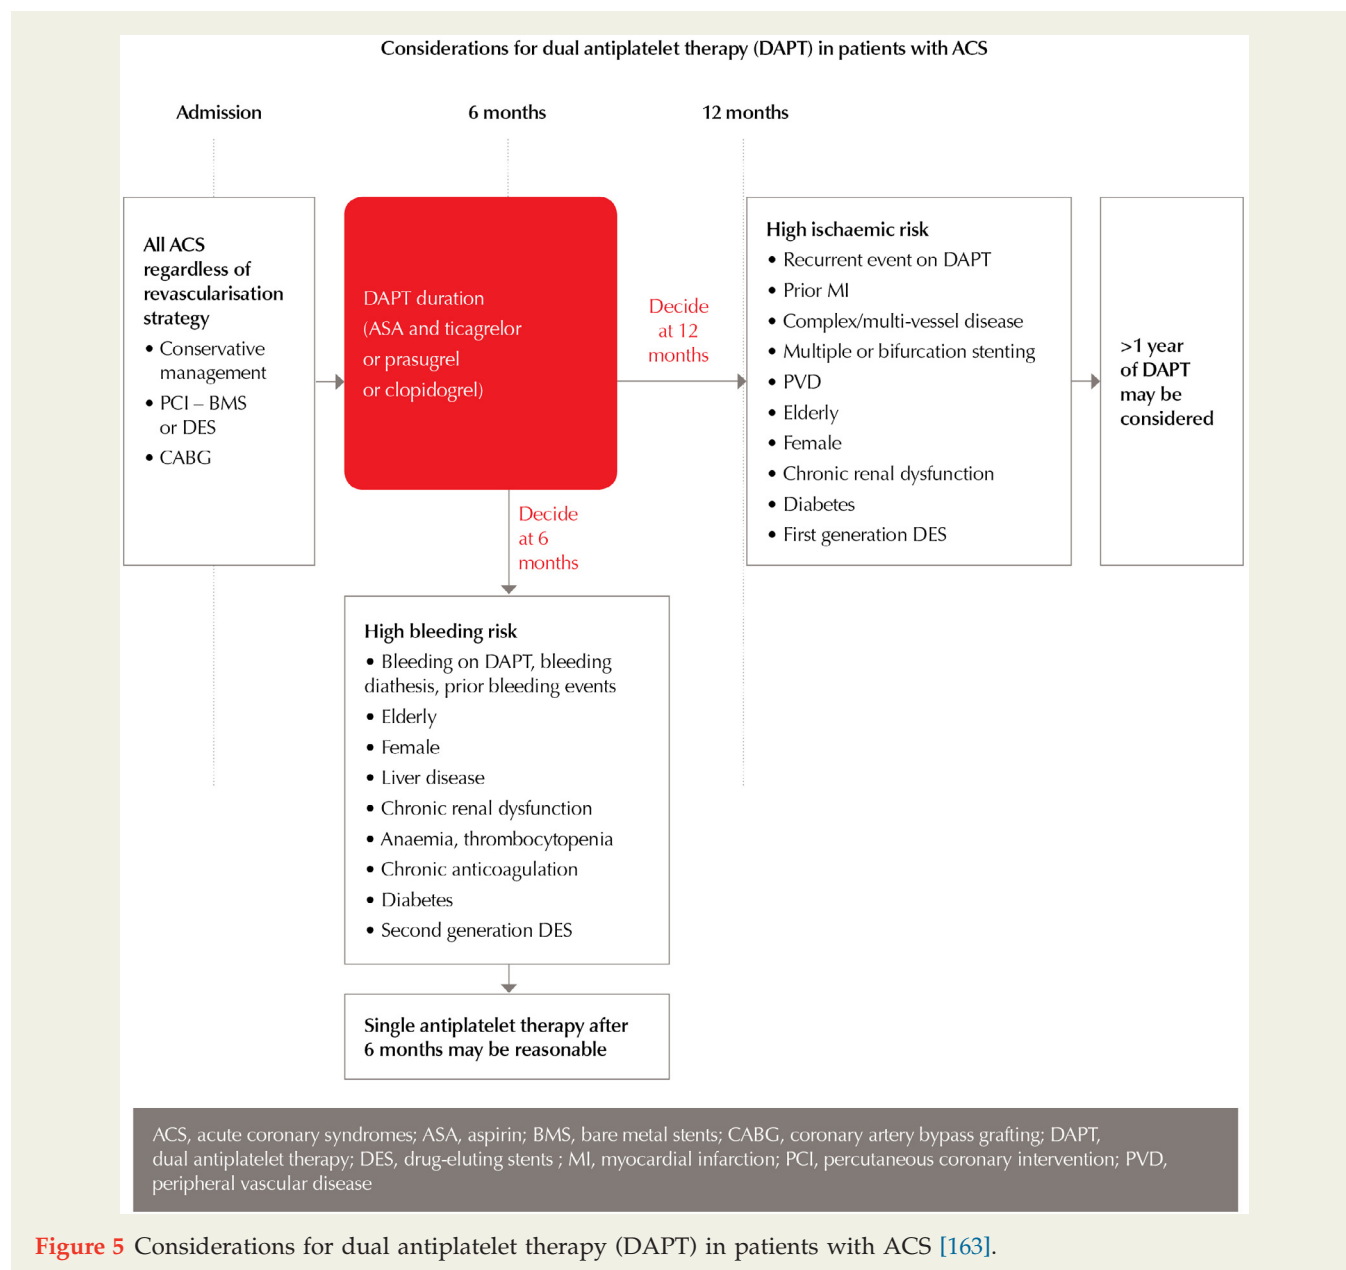 Considerations for dual antiplatelet therapy (DAPT) in patients with ACS
Admission
6 months
12 months
All ACS
regardless of
revascularisation
strategy
• Conservative
management
• PCI – BMS
or DES
• CABG
DAPT duration
(ASA and ticagrelor
or prasugrel
or clopidogrel)
Decide
at 12
months
High ischaemic risk
• Recurrent event on DAPT
• Prior MI
• Complex/multi-vessel disease
• Multiple or bifurcation stenting
• PVD
• Elderly
• Female
• Chronic renal dysfunction
• Diabetes
• First generation DES
>1 year
of DAPT
may be
considered
Decide
at 6
months
High bleeding risk
• Bleeding on DAPT, bleeding
diathesis, prior bleeding events
• Elderly
• Female
• Liver disease
• Chronic renal dysfunction
• Anaemia, thrombocytopenia
• Chronic anticoagulation
• Diabetes
• Second generation DES
Single antiplatelet therapy after
6 months may be reasonable
ACS, acute coronary syndromes; ASA, aspirin; BMS, bare metal stents; CABG, coronary artery bypass grafting; DAPT,
dual antiplatelet therapy; DES, drug-eluting stents ; MI, myocardial infarction; PCI, percutaneous coronary intervention; PVD,
peripheral vascular disease
Figure 5 Considerations for dual antiplatelet therapy (DAPT) in patients with ACS [163].